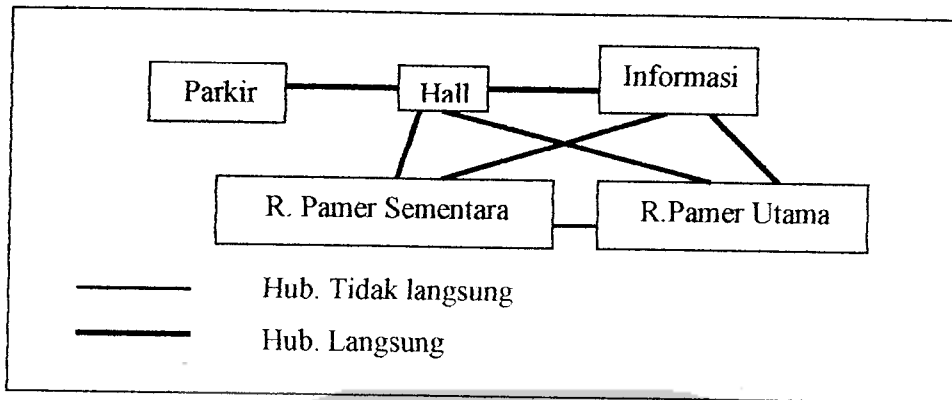 Parkir
Hall
Informasi
R. Pamer Sementara
R.Pamer Utama
Hub. Tidak langsung
Hub. Langsung